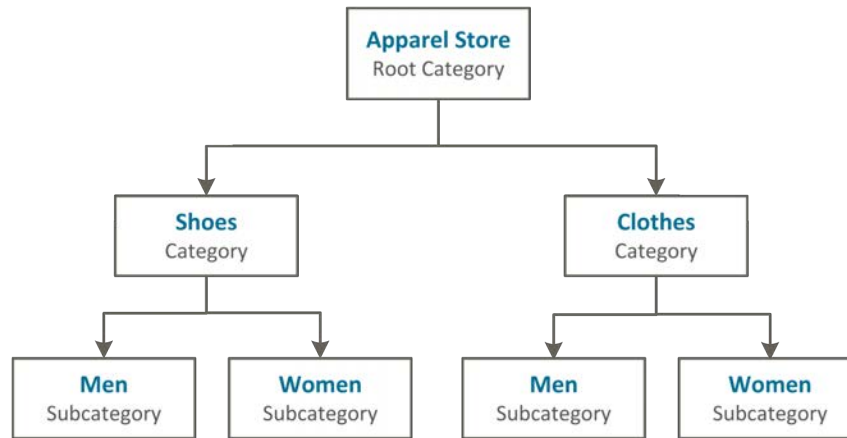 Apparel Store
Root Category
Shoes
Category
Clothes
Category
Men
Subcategory
Women
Subcategory
Men
Subcategory
Women
Subcategory